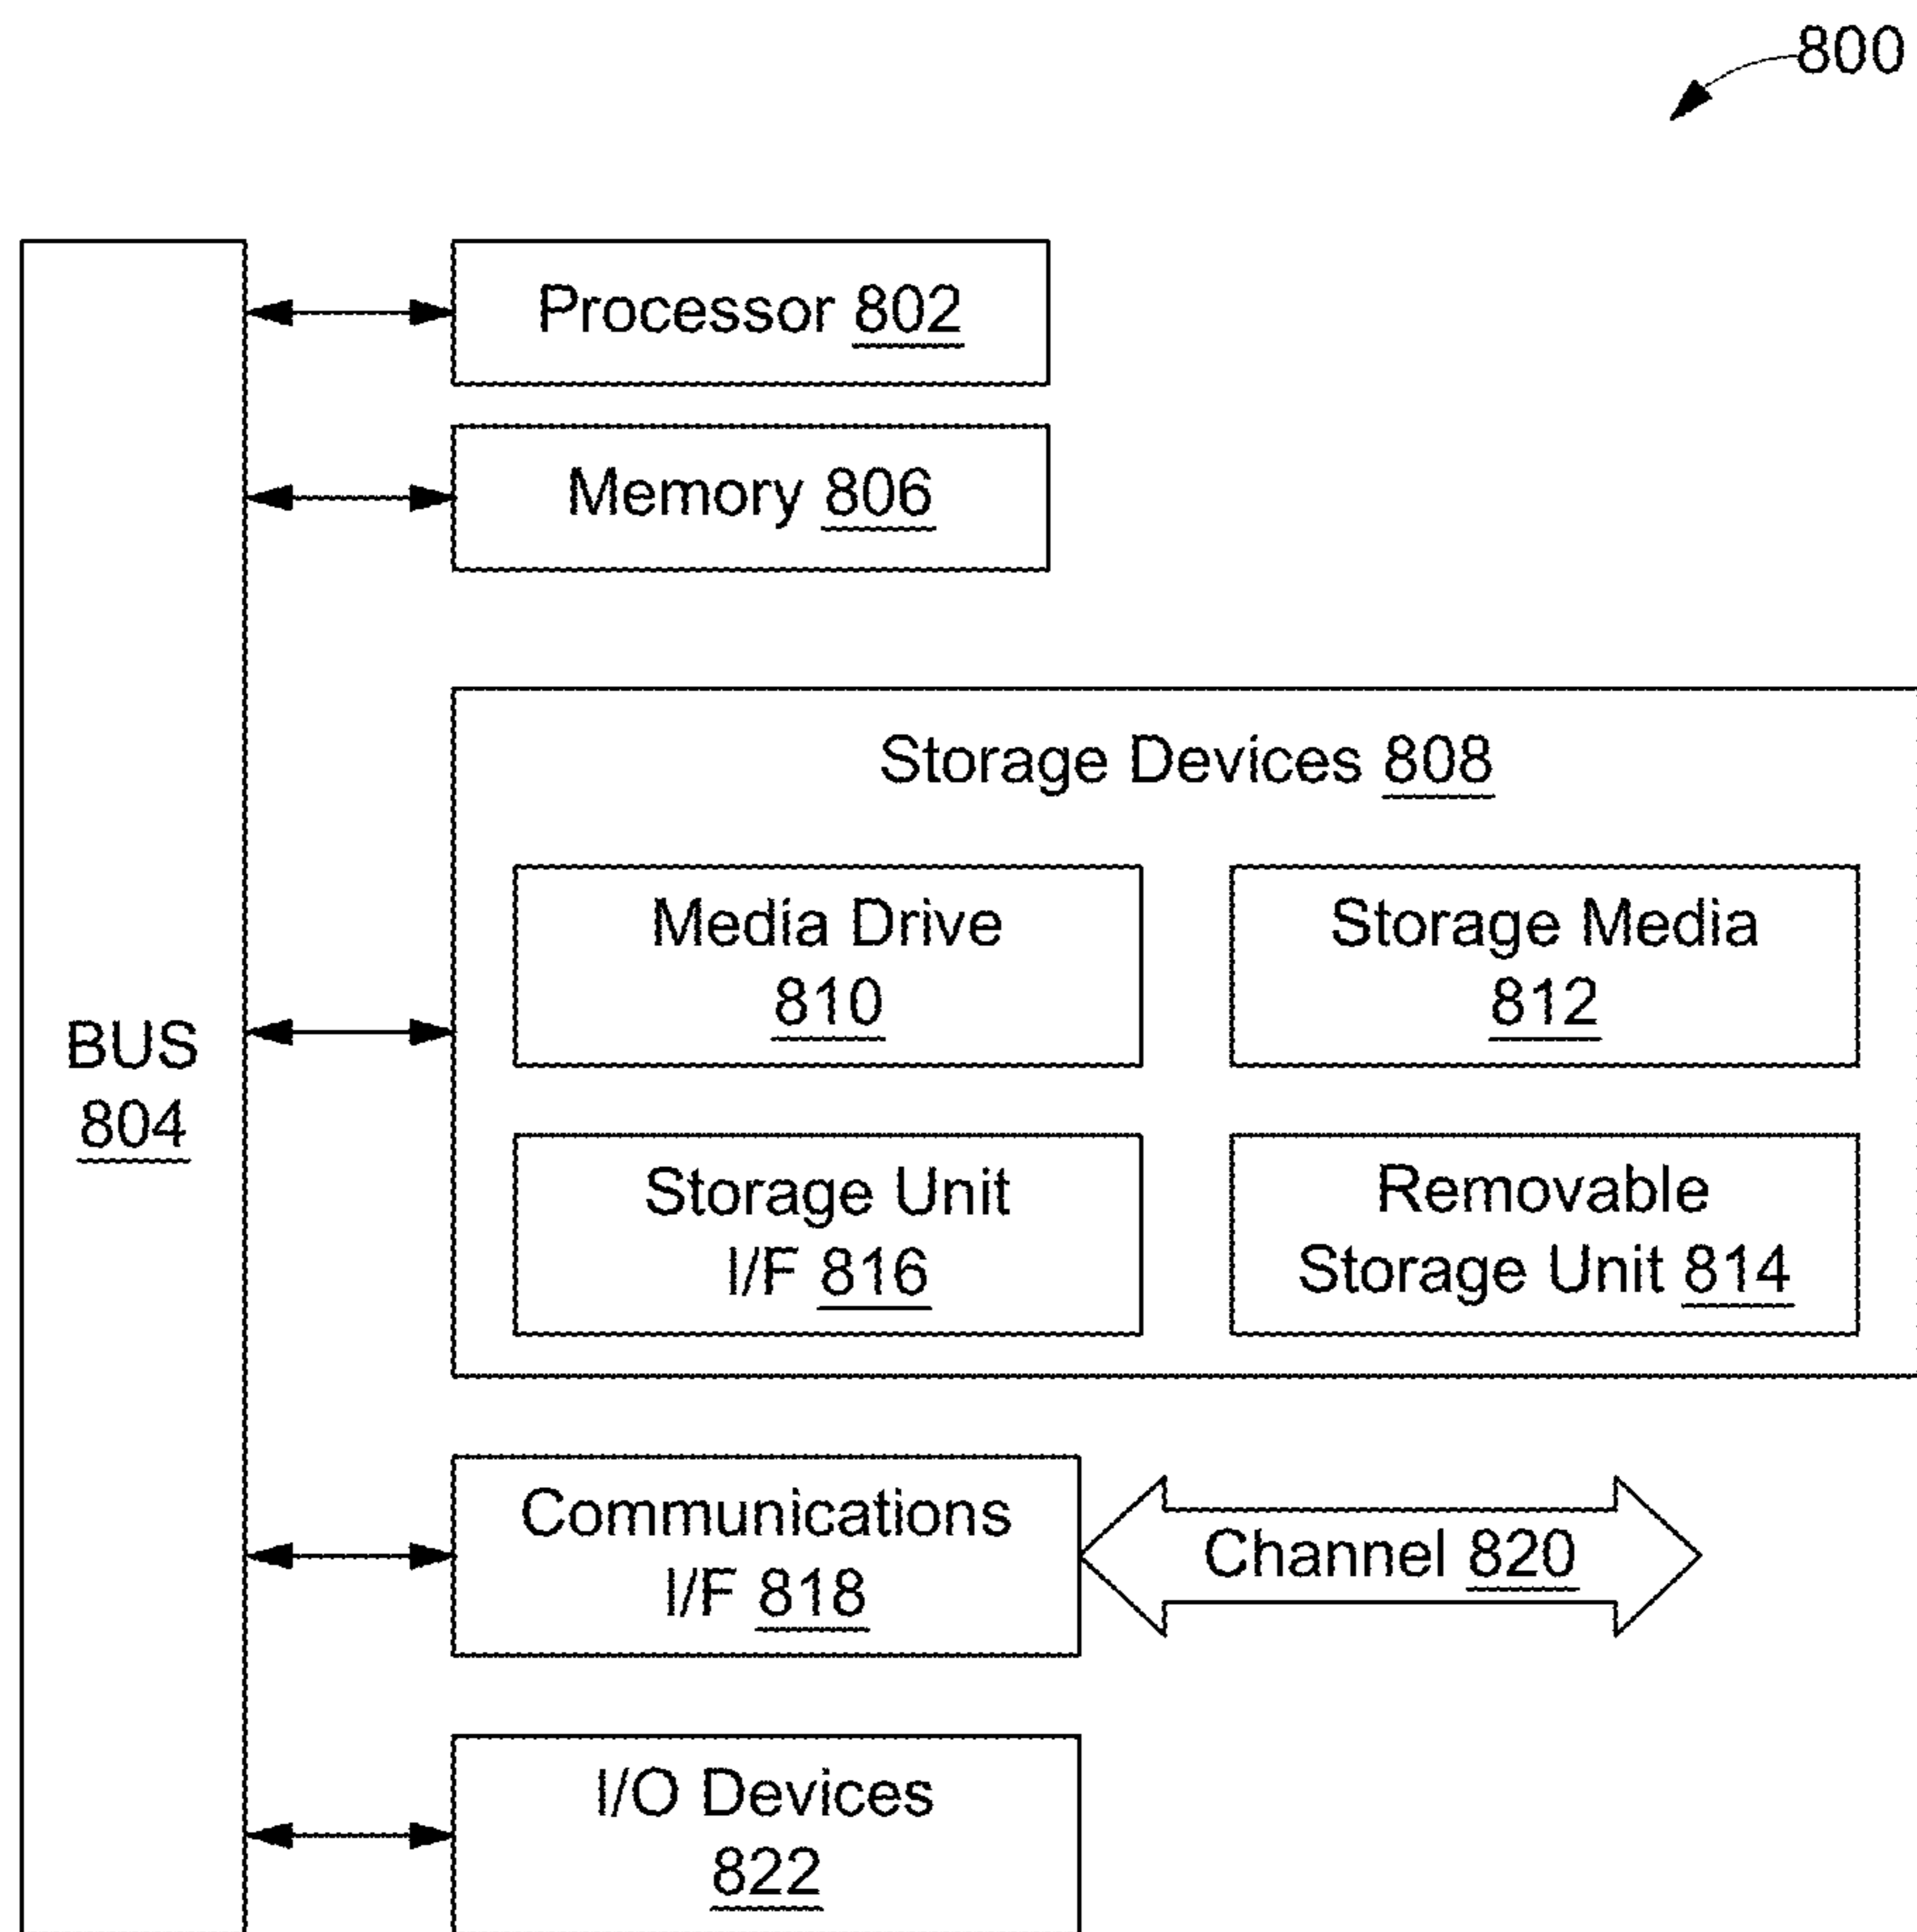 800
Processor 802
Memory 806
BUS
804
Storage Devices 808
Media Drive
810
Storage Media
812
Storage Unit
I/F 816
Removable
Storage Unit 814
Communications
I/F 818
Channel 820
I/O Devices
822